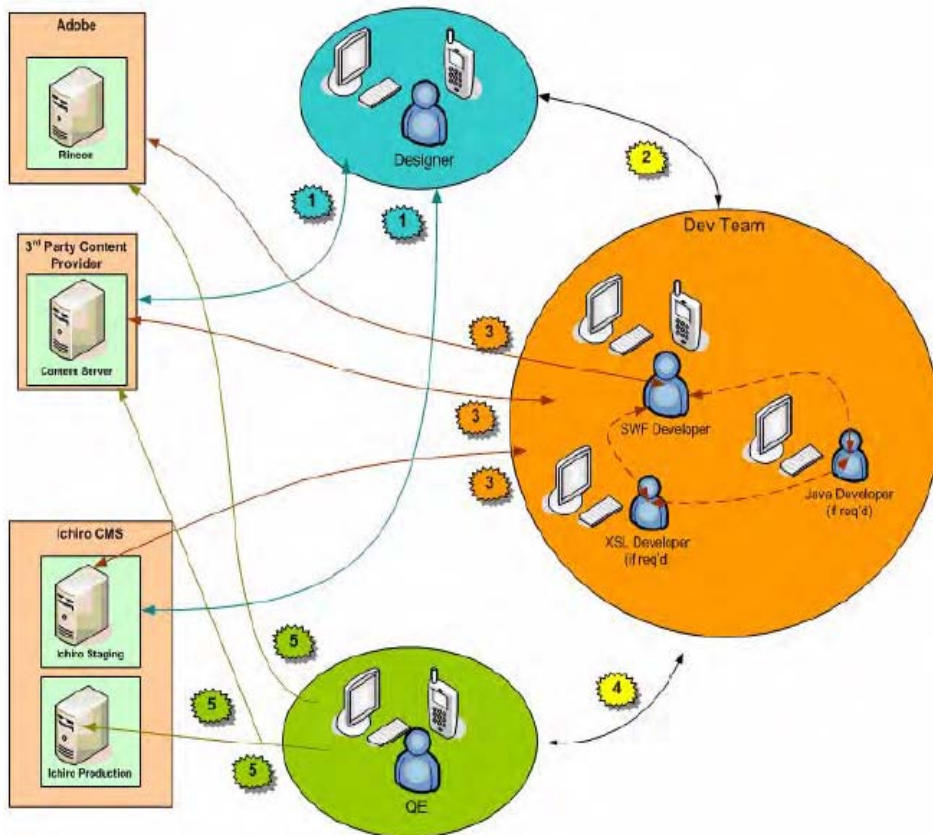 Adobe
Rincon
3rd Party Content
Provider
Content Server
Ichiro CMS
Ichiro Staging
Ichiro Production
Designer
1
1
2
Dev Team
3
3
3
SWF Developer
Java Developer
(if req'd)
XSL Developer
(if req'd
4
5
5
5
QE